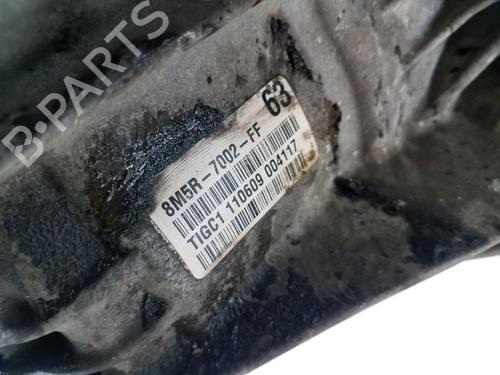 B-PARTS
63
8M5R-7002-FF
TIGC1 110609 004117